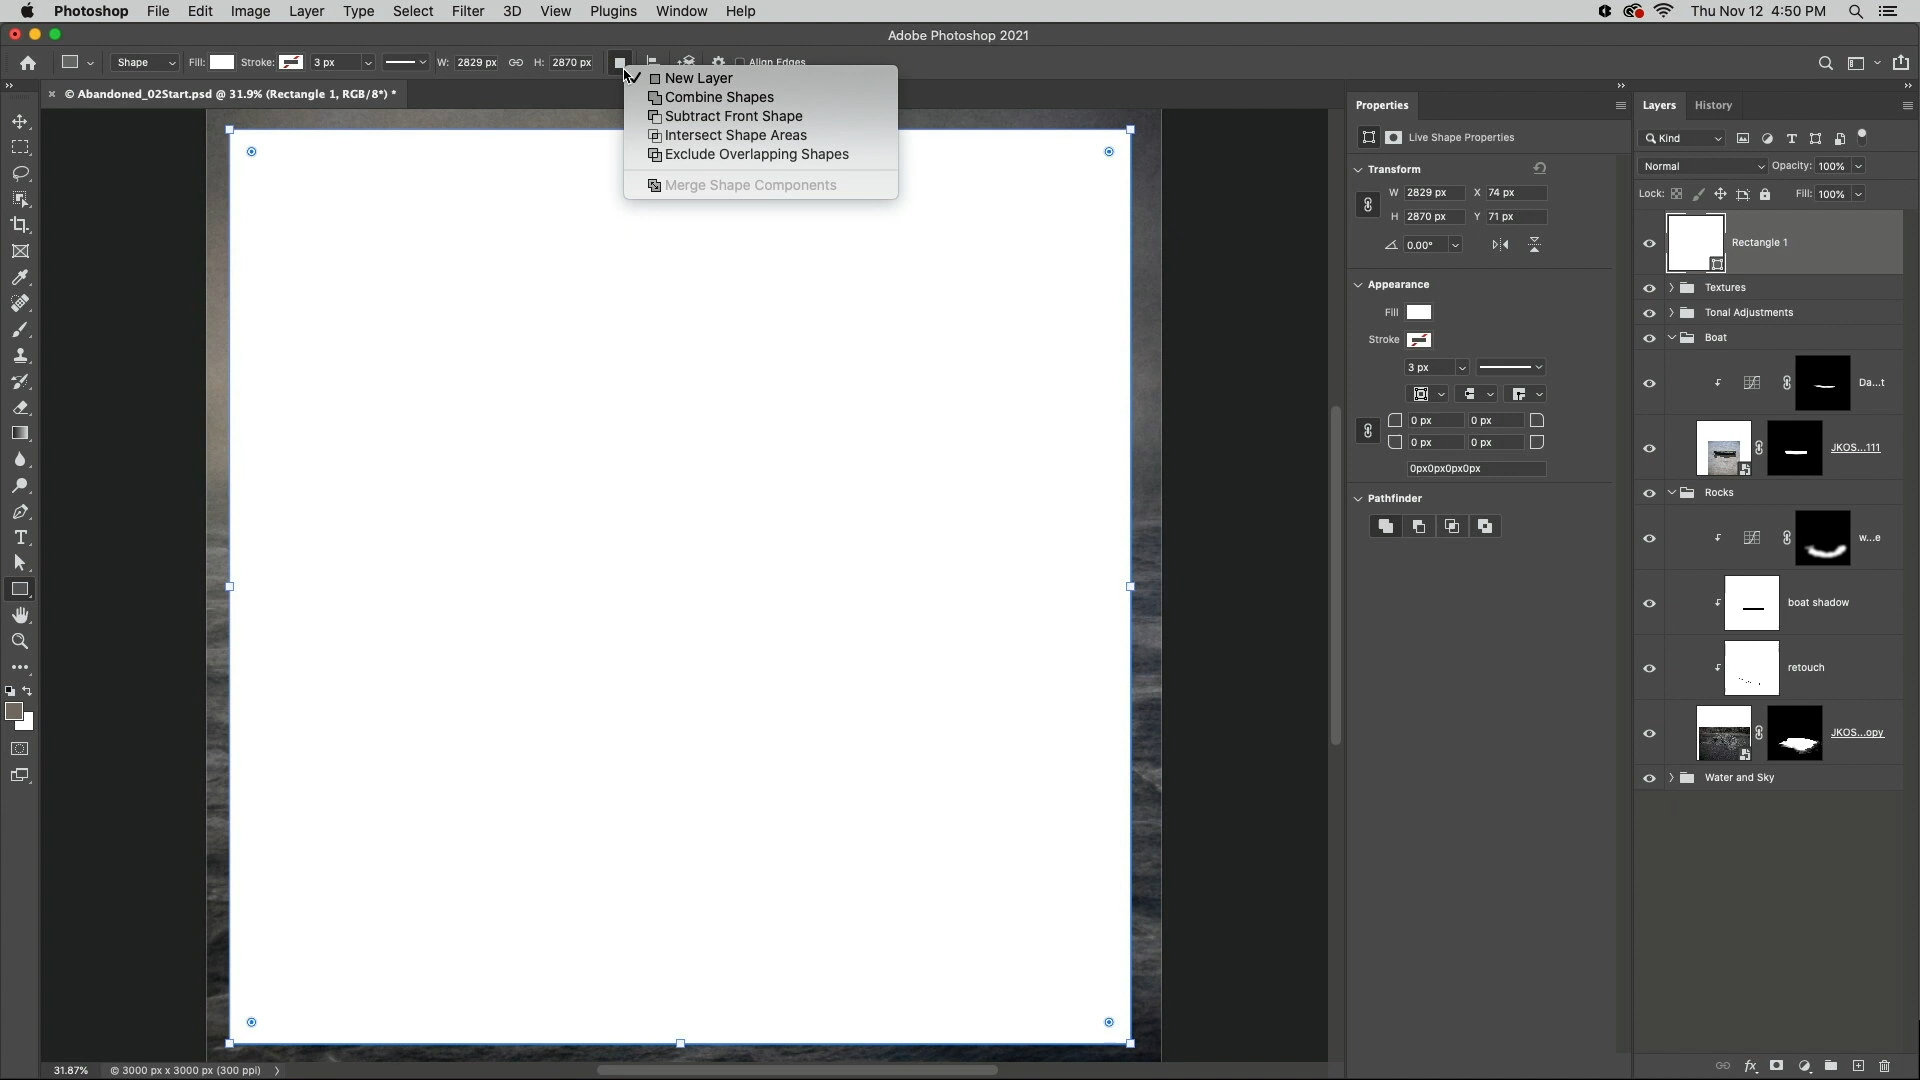 Photoshop File Edit Image Layer Type Select Filter 3D View Plugins Window Help Thu Nov 12 4:50 PM
Adobe Photoshop 2021
Shape Fill: Stroke: 3 px W: 2829 px H: 2870 px Align Edges
© Abandoned_02Start.psd @ 31.9% (Rectangle 1, RGB/8*) *
New Layer
Combine Shapes
Subtract Front Shape
Intersect Shape Areas
Exclude Overlapping Shapes
Merge Shape Components
Properties
Live Shape Properties
Transform
W 2829 px X 74 px
H 2870 px Y 71 px
0.00°
Appearance
Fill
Stroke
3 px
0 px 0 px
0 px 0 px
0px0px0px0px
Pathfinder
Layers History
Kind
Normal Opacity: 100%
Lock: Fill: 100%
Rectangle 1
Textures
Tonal Adjustments
Boat
Da...t
JKOS...111
Rocks
w...e
boat shadow
retouch
JKOS...opy
Water and Sky
fx
31.87% © 3000 px x 3000 px (300 ppi)